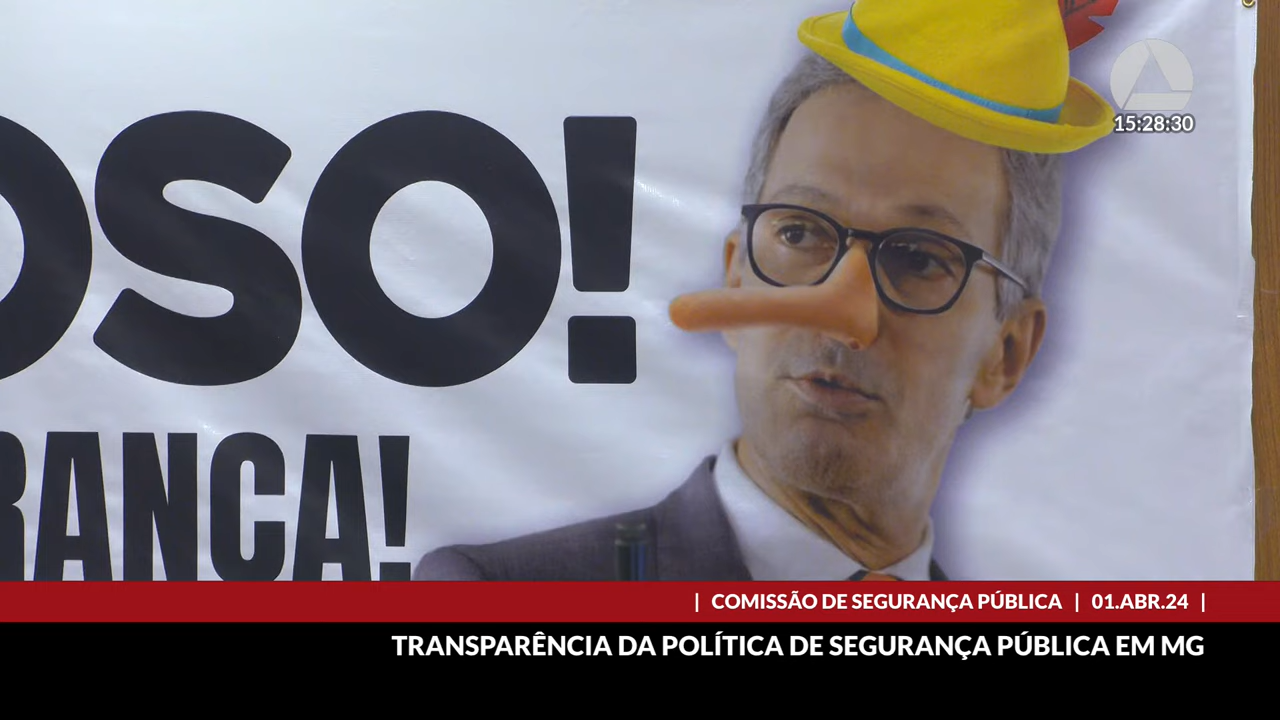 OSO!
RANÇA!
15:28:30
| COMISSÃO DE SEGURANÇA PÚBLICA | 01.ABR.24 |
TRANSPARÊNCIA DA POLÍTICA DE SEGURANÇA PÚBLICA EM MG